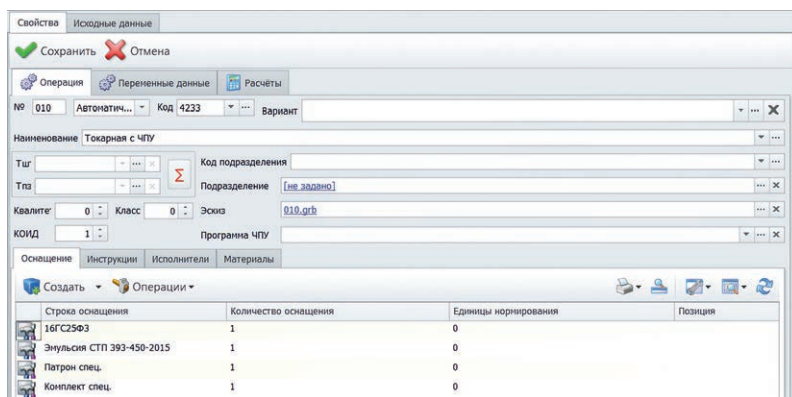 Свойства Исходные данные
Сохранить Отмена
Операция Переменные данные Расчёты
№ 010 Автоматич... Код 4233 ... Вариант ...
Наименование Токарная с ЧПУ ...
Тшт ... Код подразделения ...
Тпз ... Σ Подразделение [не задано] ...
Квалитет 0 Класс 0 Эскиз 010.grb ...
КОИД 1 Программа ЧПУ ...
Оснащение Инструкции Исполнители Материалы
Создать Операции
Строка оснащения Количество оснащения Единицы нормирования Позиция
16ГС25Ф3 1 0
Эмульсия СТП 393-450-2015 1 0
Патрон спец. 1 0
Комплект спец. 1 0